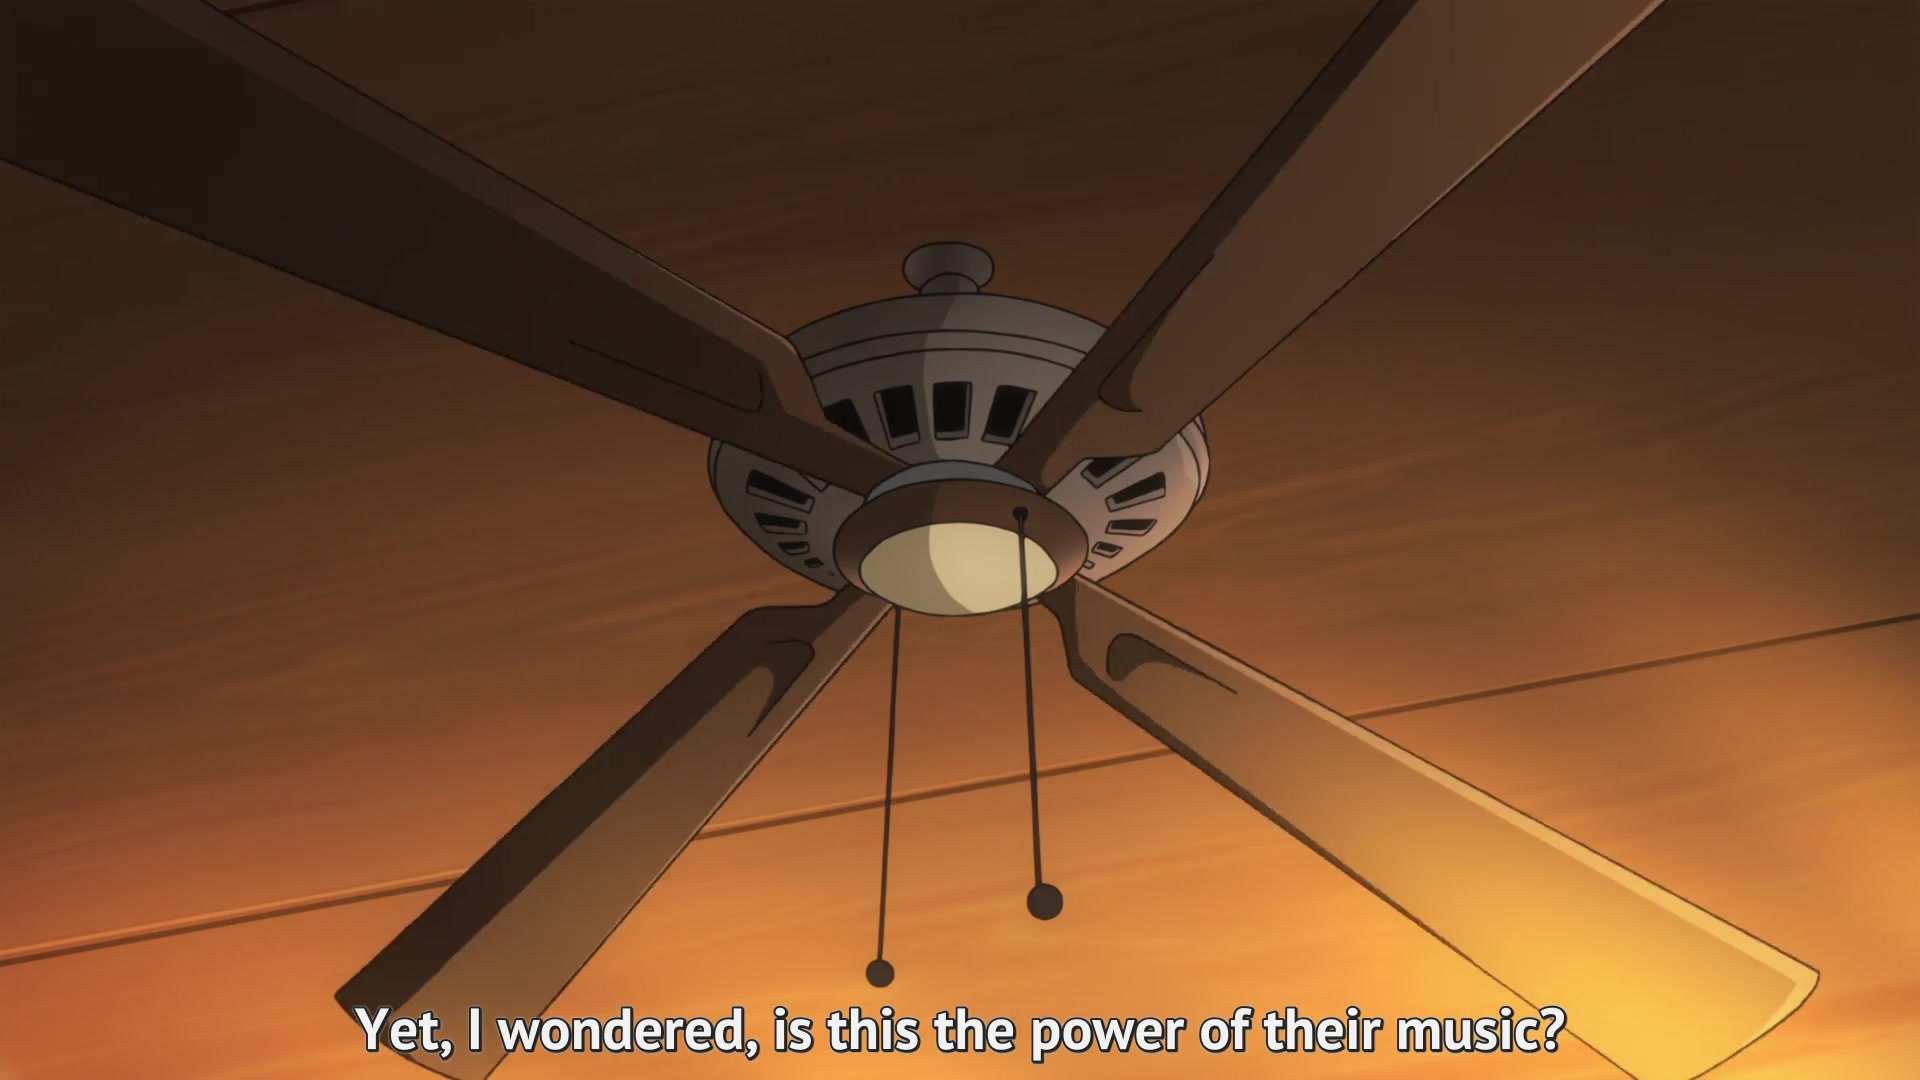 Yet, I wondered, is this the power of their music?